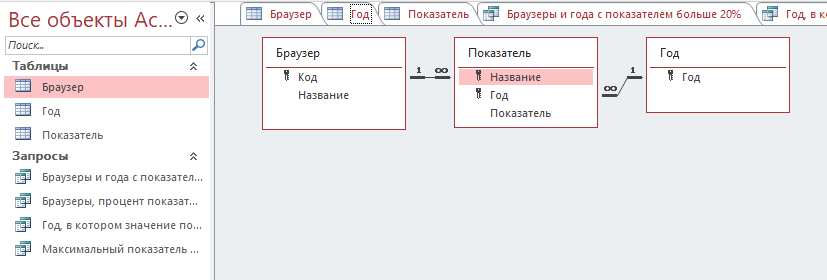 Все объекты Ac...
Поиск...
Таблицы
Браузер
Год
Показатель
Запросы
Браузеры и года с показател...
Браузеры, процент показат...
Год, в котором значение по...
Максимальный показатель ...
Браузер
Год
Показатель
Браузеры и года с показателем больше 20%
Год, в ко
Браузер
Код
Название
1
∞
Показатель
Название
Год
Показатель
1
∞
Год
Год